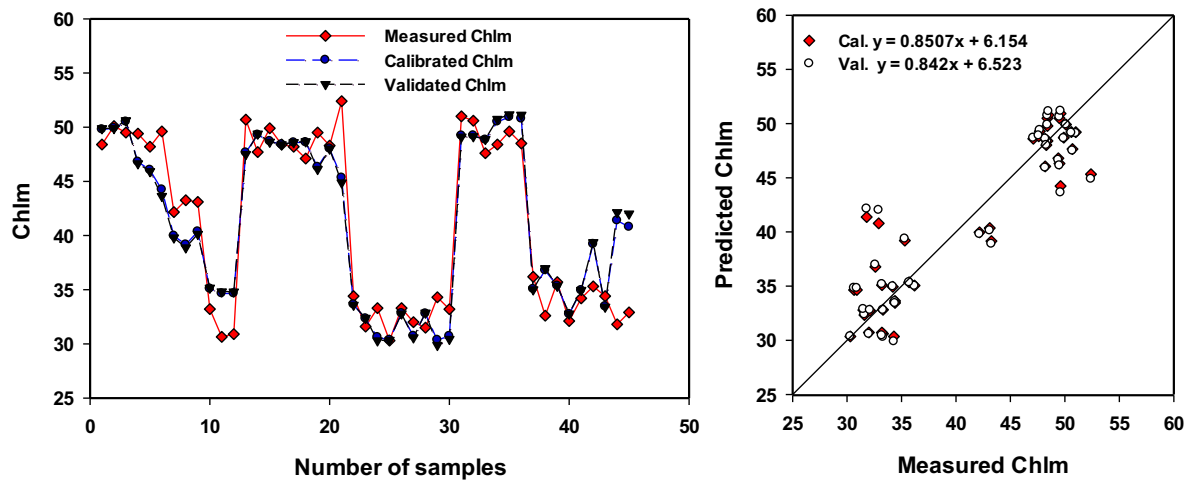 60
55
50
45
40
35
30
25
Chlm
Measured Chlm
Calibrated Chlm
Validated Chlm
0 10 20 30 40 50
Number of samples
60
55
50
45
40
35
30
25
Predicted Chlm
Cal. y = 0.8507x + 6.154
Val. y = 0.842x + 6.523
25 30 35 40 45 50 55 60
Measured Chlm